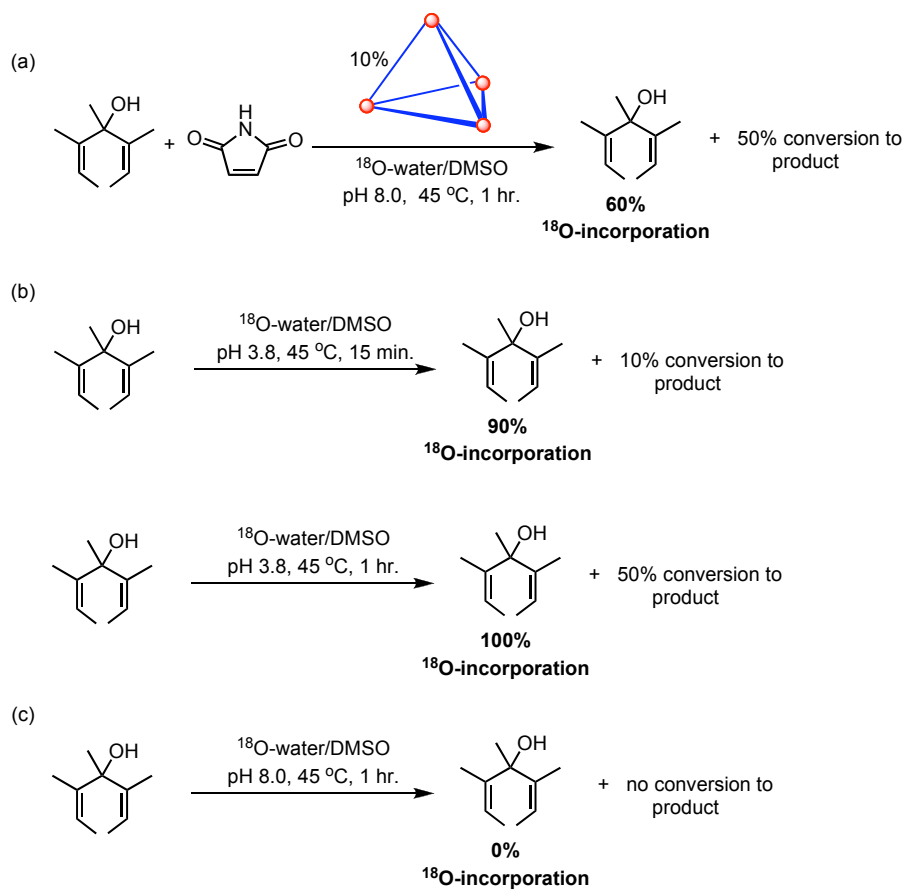 (a)
10%
OH
H
N
O
O
+
18O-water/DMSO
pH 8.0, 45 oC, 1 hr.
OH
60%
18O-incorporation
+ 50% conversion to
product
(b)
OH
18O-water/DMSO
pH 3.8, 45 oC, 15 min.
OH
90%
18O-incorporation
+ 10% conversion to
product
OH
18O-water/DMSO
pH 3.8, 45 oC, 1 hr.
OH
100%
18O-incorporation
+ 50% conversion to
product
(c)
OH
18O-water/DMSO
pH 8.0, 45 oC, 1 hr.
OH
0%
18O-incorporation
+ no conversion to
product